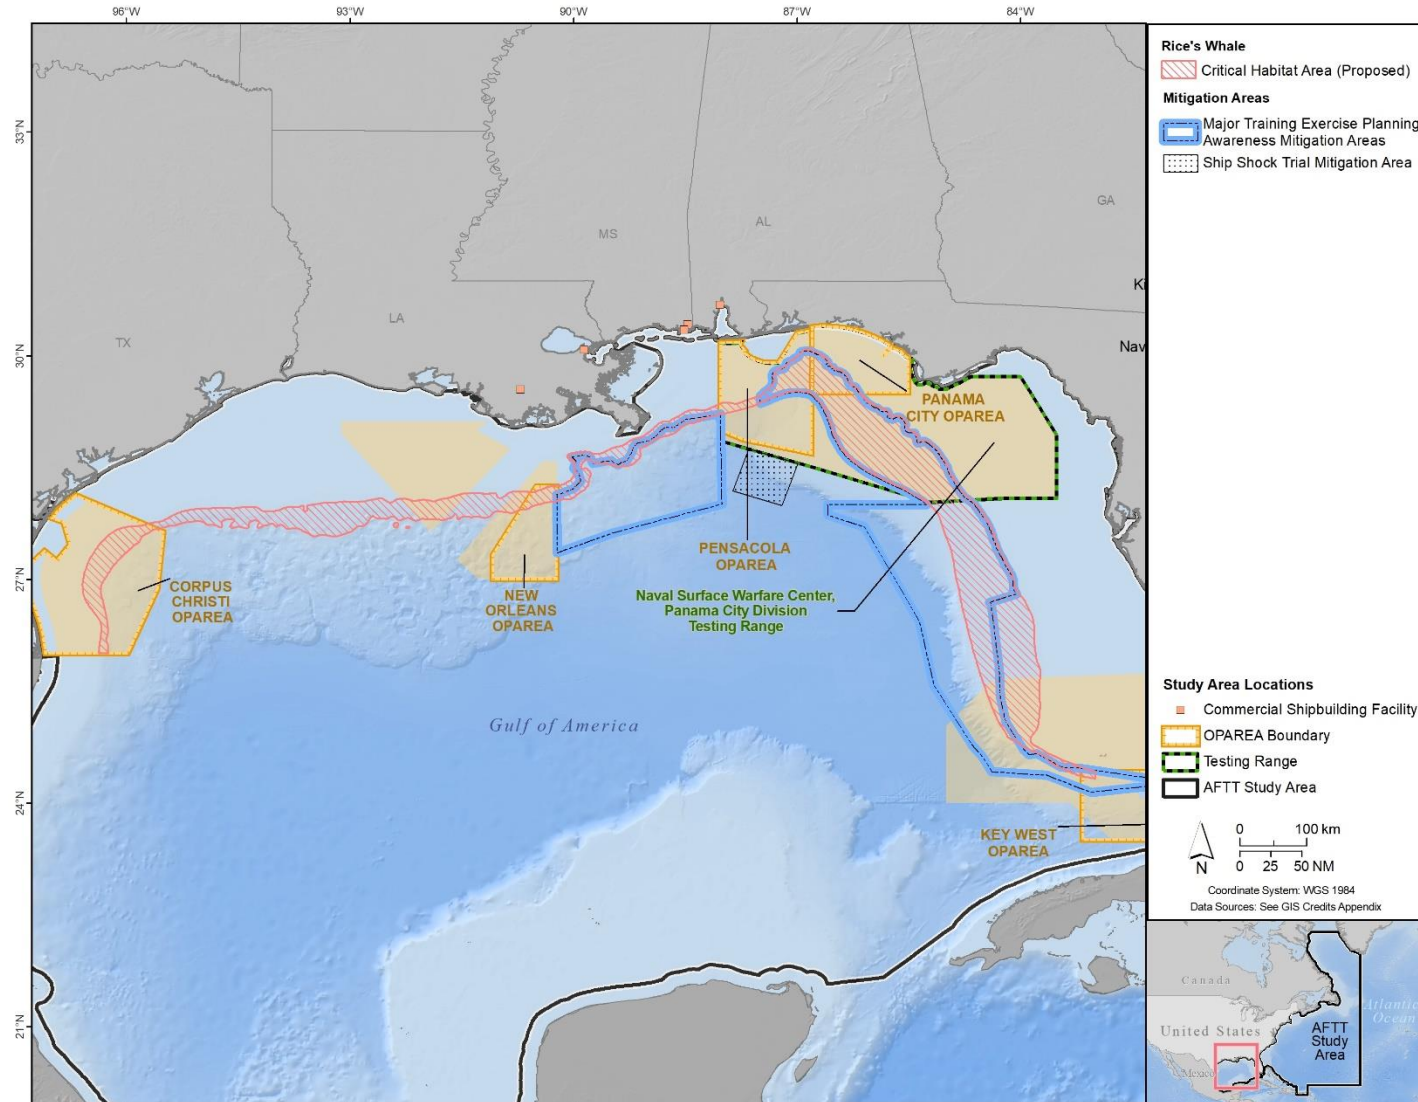 96°W
93°W
90°W
87°W
84°W
33°N
30°N
27°N
24°N
21°N
TX
LA
MS
AL
GA
Ki
Nav
PANAMA
CITY OPAREA
PENSACOLA
OPAREA
CORPUS
CHRISTI
OPAREA
NEW
ORLEANS
OPAREA
Naval Surface Warfare Center,
Panama City Division
Testing Range
Gulf of America
KEY WEST
OPAREA
Rice's Whale
Critical Habitat Area (Proposed)
Mitigation Areas
Major Training Exercise Planning
Awareness Mitigation Areas
Ship Shock Trial Mitigation Area
Study Area Locations
Commercial Shipbuilding Facility
OPAREA Boundary
Testing Range
AFTT Study Area
0 100 km
0 25 50 NM
N
Coordinate System: WGS 1984
Data Sources: See GIS Credits Appendix
Canada
United States
Mexico
Atlantic
Ocean
AFTT
Study
Area